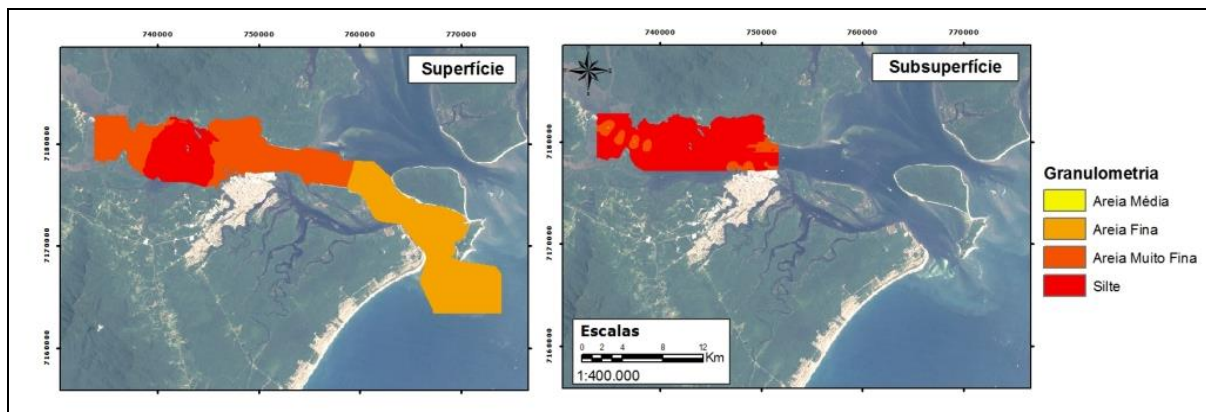 740000 750000 760000 770000
Superfície
7180000
7170000
7160000
740000 750000 760000 770000
Subsuperfície
7180000
7170000
7160000
Escalas
0 2 4 8 12
Km
1:400.000
Granulometria
Areia Média
Areia Fina
Areia Muito Fina
Silte